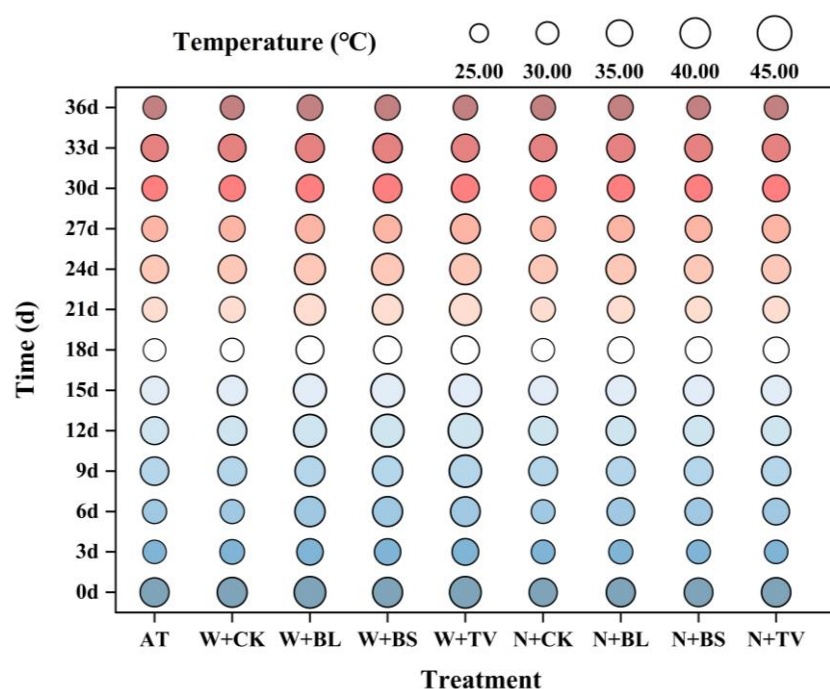 Temperature (℃)
25.00 30.00 35.00 40.00 45.00
36d
33d
30d
27d
24d
21d
18d
15d
12d
9d
6d
3d
0d
Time (d)
AT W+CK W+BL W+BS W+TV N+CK N+BL N+BS N+TV
Treatment